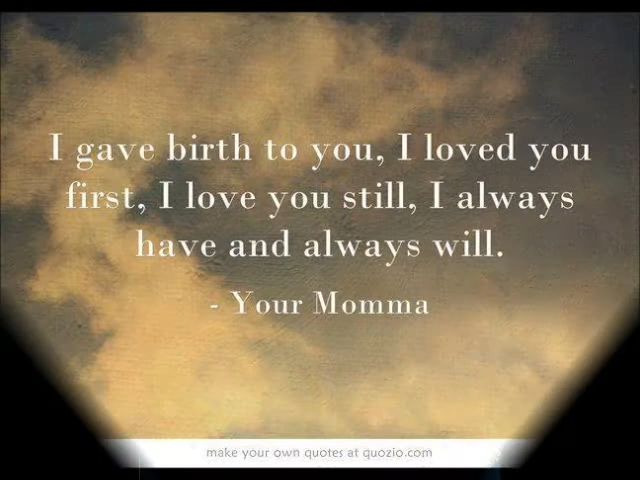 I gave birth to you, I loved you
first, I love you still, I always
have and always will.
- Your Momma
make your own quotes at quozio.com